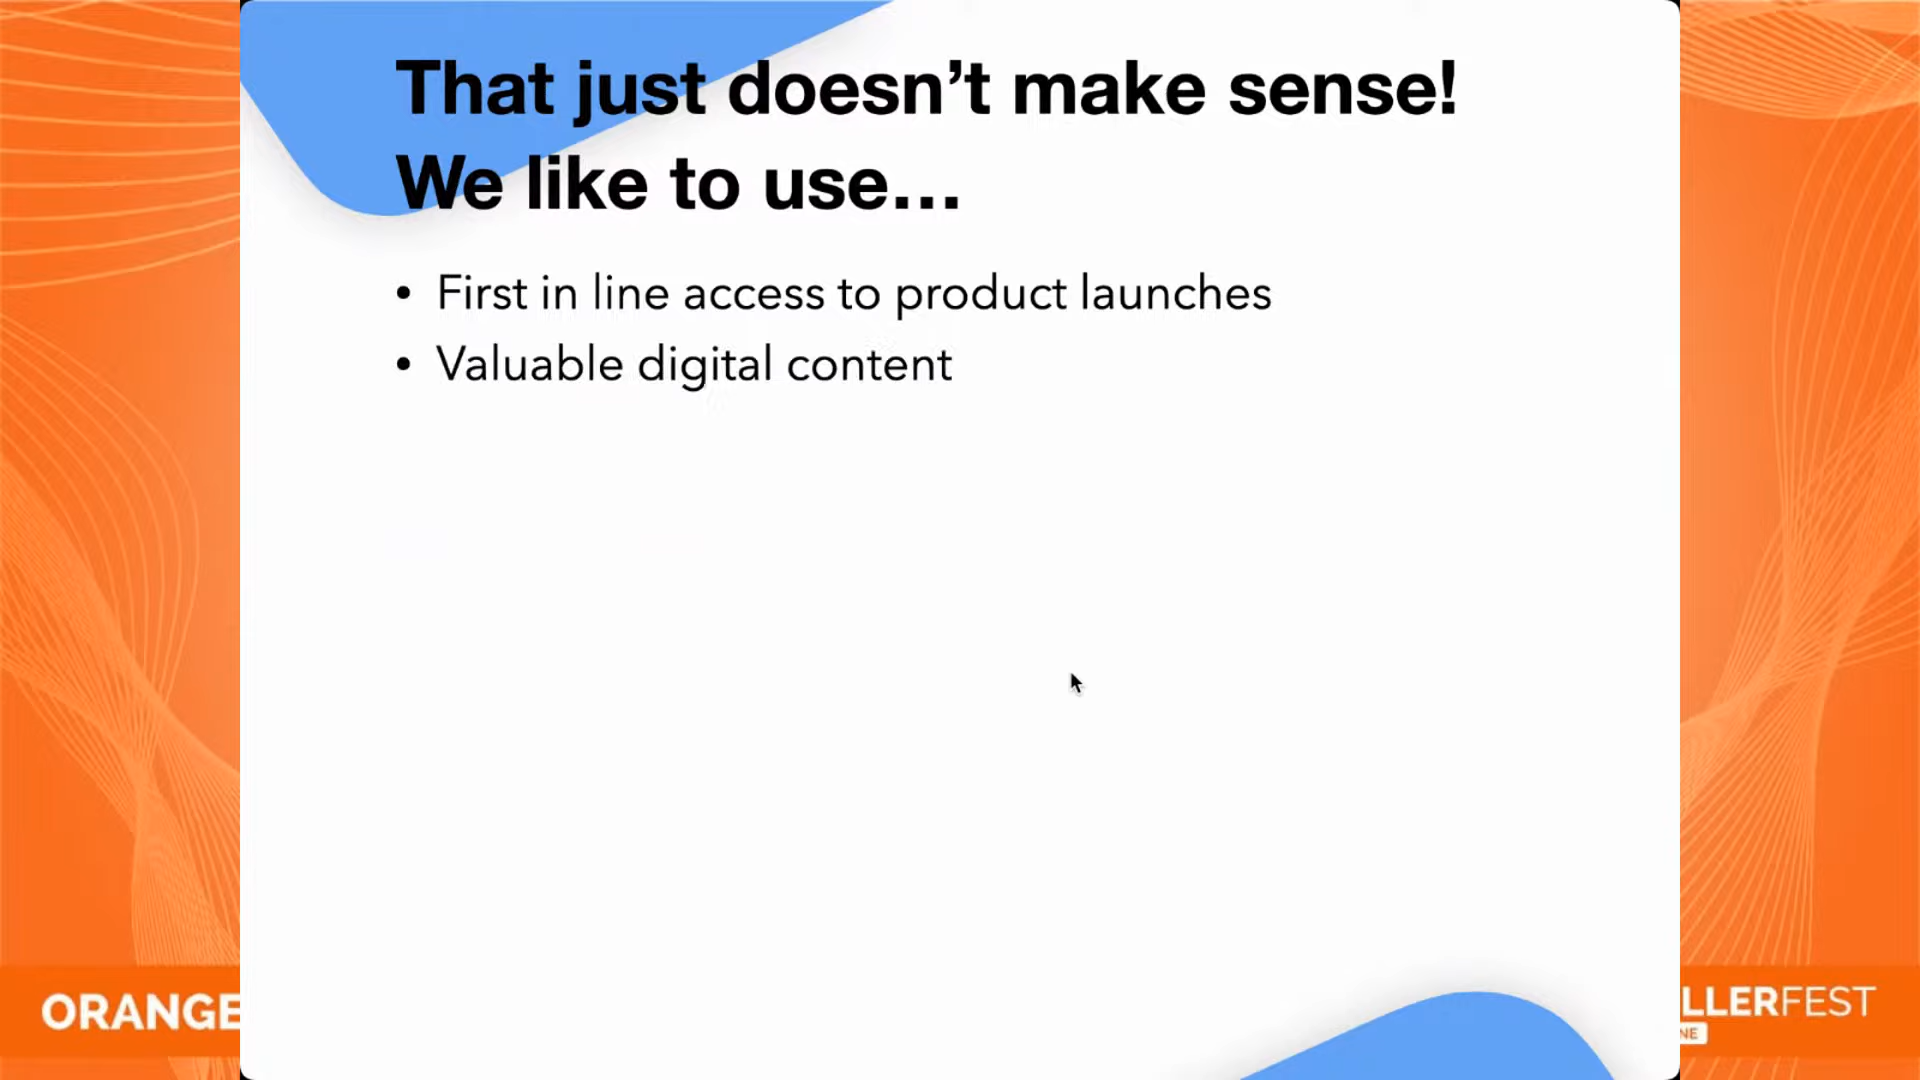 That just doesn’t make sense!
We like to use…
• First in line access to product launches
• Valuable digital content
ORANGE
LLERFEST
NE